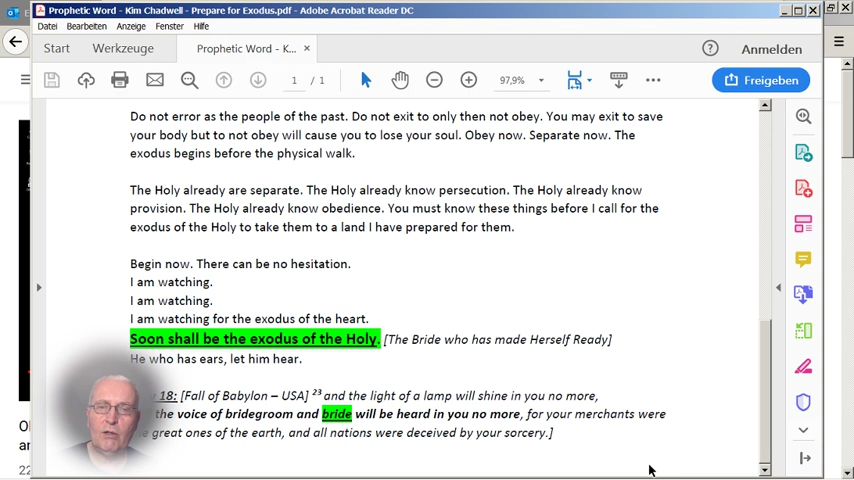 Prophetic Word - Kim Chadwell - Prepare for Exodus.pdf - Adobe Acrobat Reader DC
Datei Bearbeiten Anzeige Fenster Hilfe
Start Werkzeuge Prophetic Word - K... × Anmelden
1 / 1 97,9% Freigeben
Do not error as the people of the past. Do not exit to only then not obey. You may exit to save
your body but to not obey will cause you to lose your soul. Obey now. Separate now. The
exodus begins before the physical walk.
The Holy already are separate. The Holy already know persecution. The Holy already know
provision. The Holy already know obedience. You must know these things before I call for the
exodus of the Holy to take them to a land I have prepared for them.
Begin now. There can be no hesitation.
I am watching.
I am watching.
I am watching for the exodus of the heart.
Soon shall be the exodus of the Holy. [The Bride who has made Herself Ready]
He who has ears, let him hear.
18: [Fall of Babylon – USA] 23 and the light of a lamp will shine in you no more,
the voice of bridegroom and bride will be heard in you no more, for your merchants were
great ones of the earth, and all nations were deceived by your sorcery.]
22